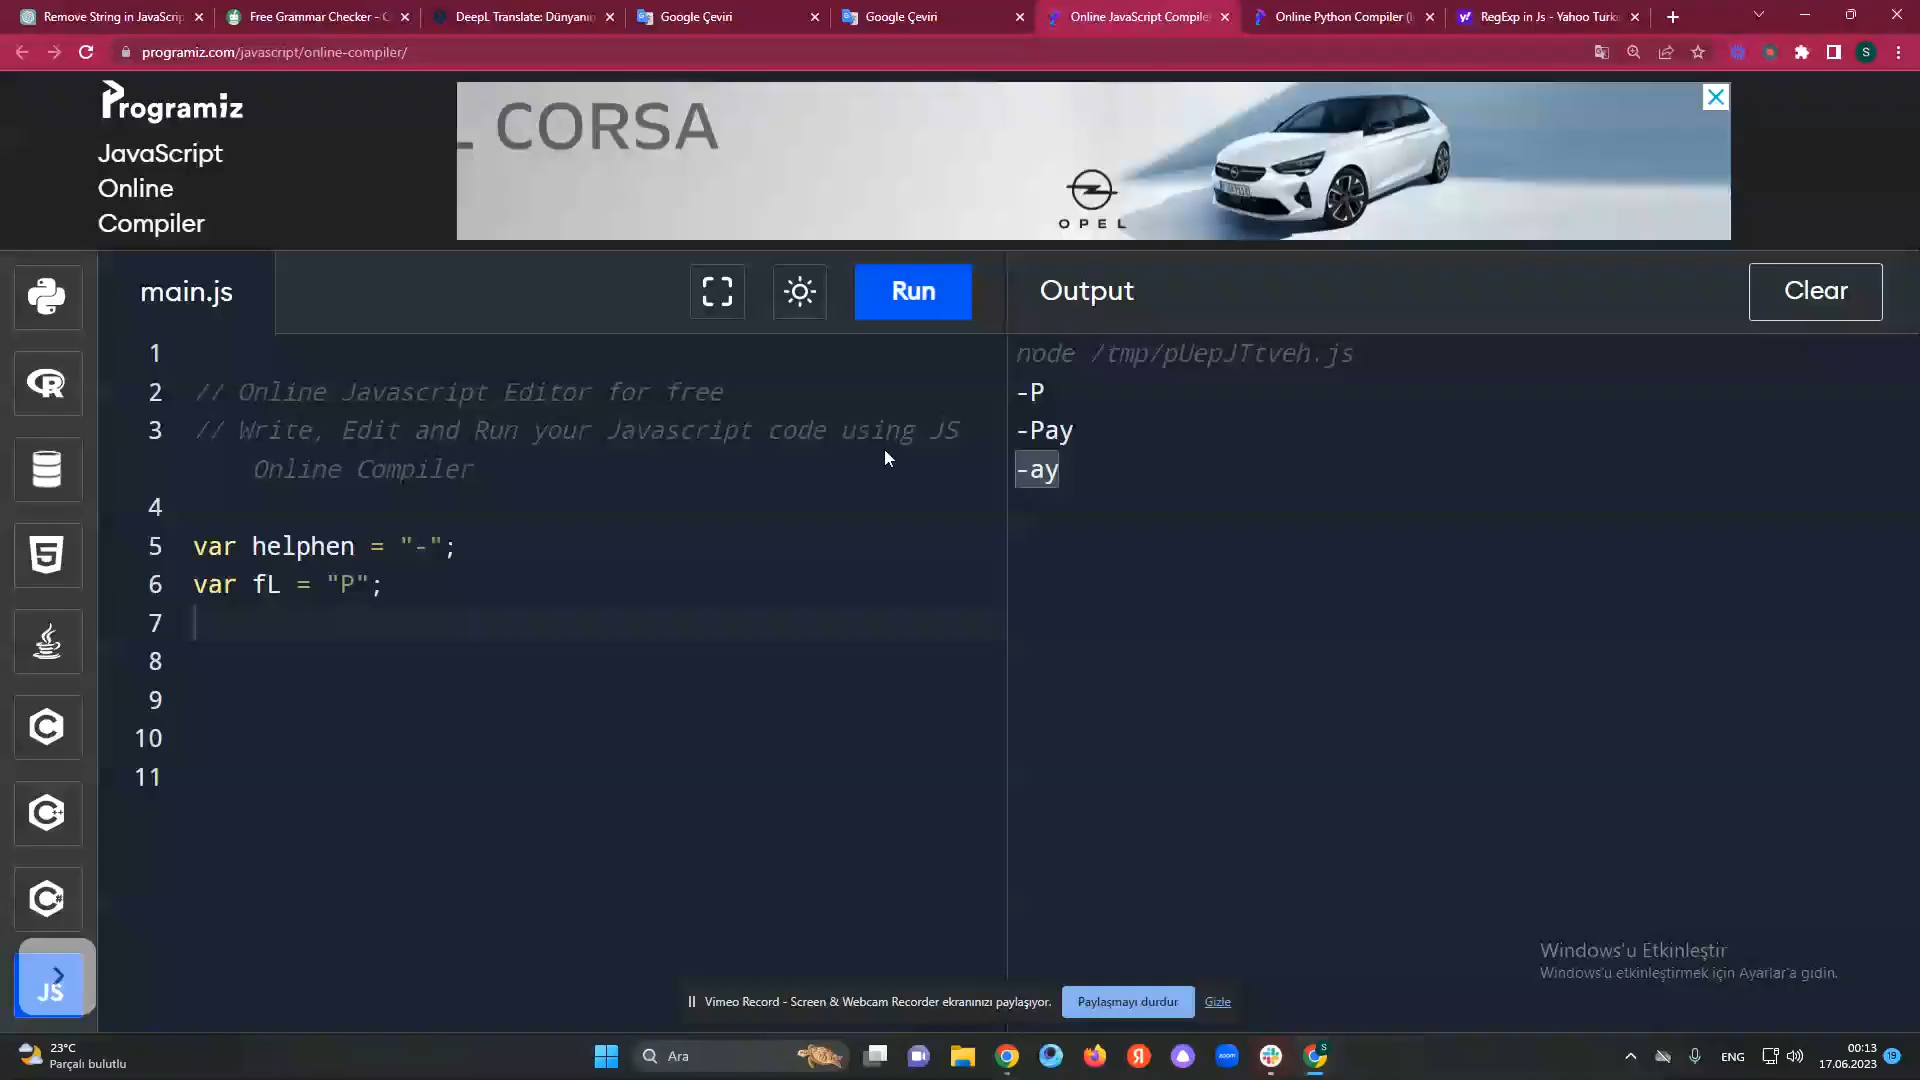 Remove String in JavaScrip
Free Grammar Checker - C
DeepL Translate: Dünyanın
Google Çeviri
Google Çeviri
Online JavaScript Compiler
Online Python Compiler (I
RegExp in Js - Yahoo Turk
programiz.com/javascript/online-compiler/
S
Programiz
JavaScript
Online
Compiler
L CORSA
OPEL
main.js
Run
Output
Clear
1
2 // Online Javascript Editor for free
3 // Write, Edit and Run your Javascript code using JS
Online Compiler
4
5 var helphen = "-";
6 var fL = "P";
7
8
9
10
11
node /tmp/pUepJTtveh.js
-P
-Pay
-ay
JS
Windows'u Etkinleştir
Windows'u etkinleştirmek için Ayarlar'a gidin.
Vimeo Record - Screen & Webcam Recorder ekranınızı paylaşıyor.
Paylaşmayı durdur
Gizle
23°C
Parçalı bulutlu
Ara
zoom
ENG
00:13
17.06.2023
19